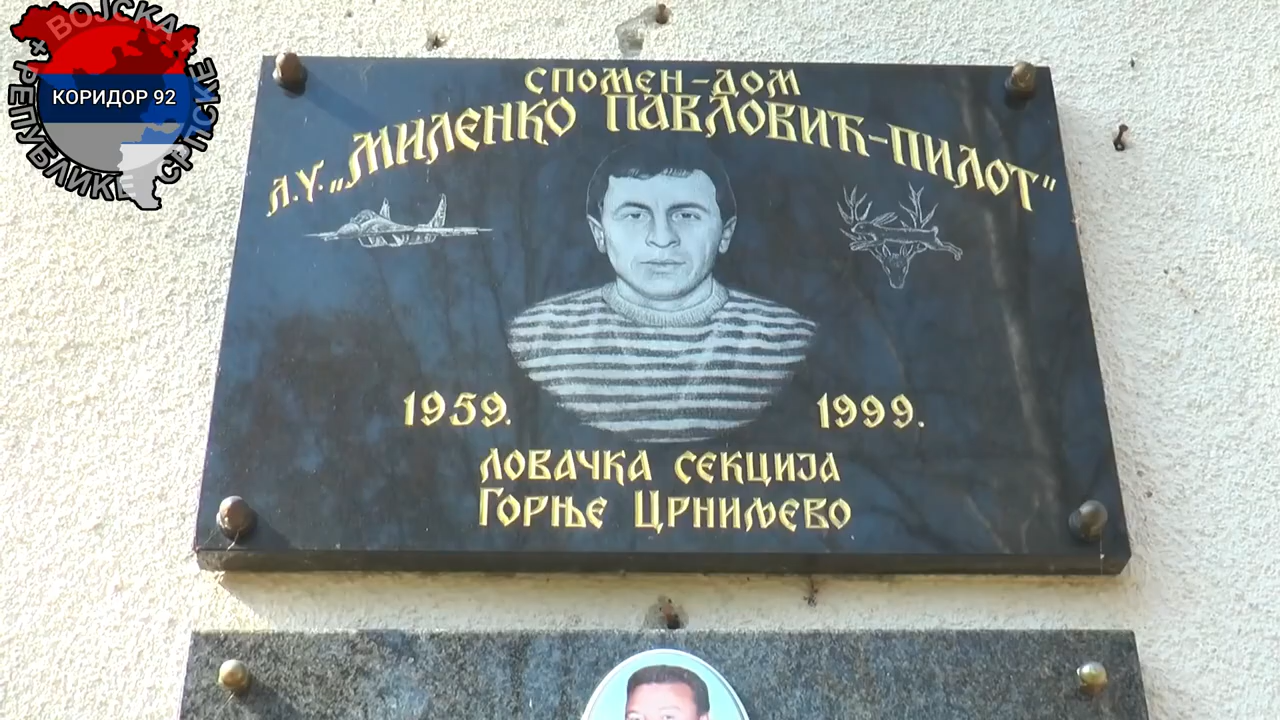 ВОЈСКА
РЕПУБЛИКЕ СРПСКЕ
КОРИДОР 92
СПОМЕН-ДОМ
Л.У. „МИЛЕНКО ПАВЛОВИЋ-ПИЛОТ"
1959. 1999.
ЛОВАЧКА СЕКЦИЈА
ГОРЊЕ ЦРНИЉЕВО